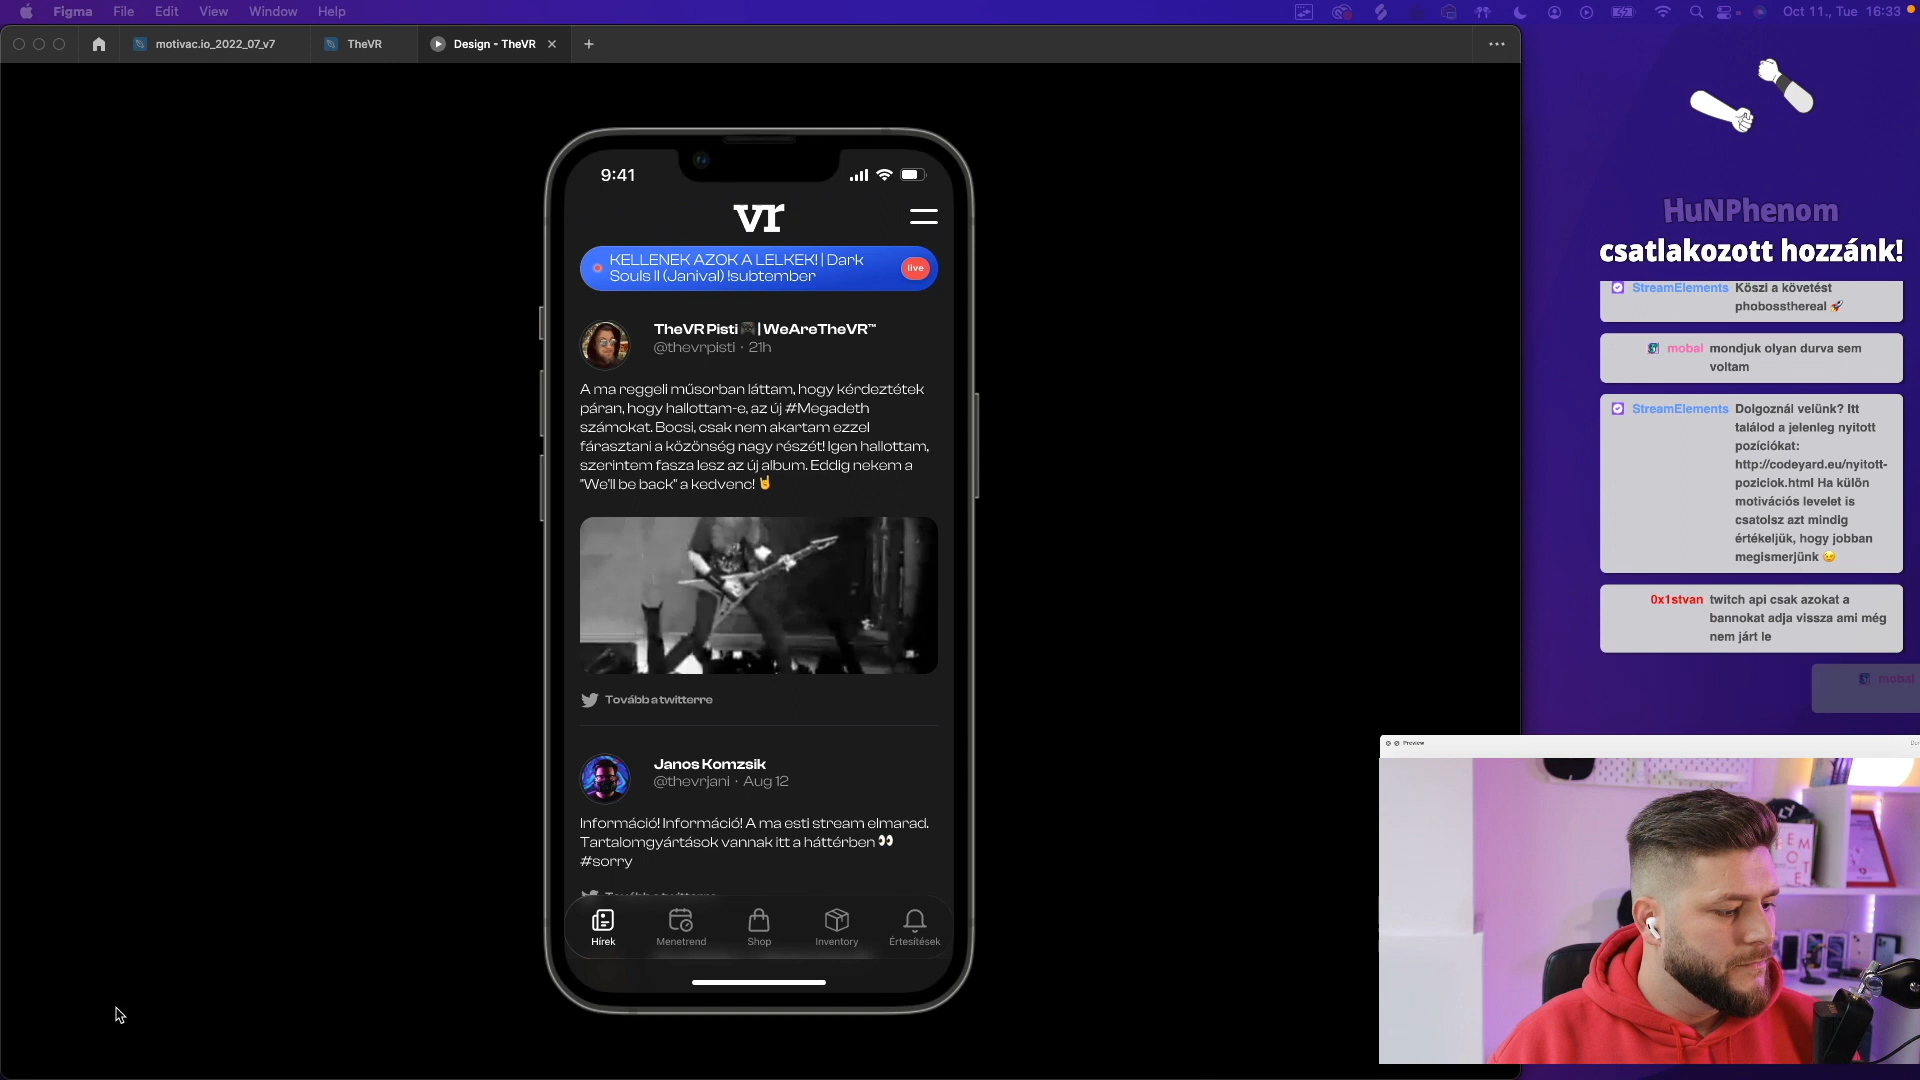 Figma File Edit View Window Help
Oct 11., Tue 16:33
motivac.io_2022_07_v7
TheVR
Design - TheVR
9:41
vr
KELLENEK AZOK A LELKEK! | Dark
Souls II (Janival) !subtember
live
TheVR Pisti 🎮 | WeAreTheVR™
@thevrpisti · 21h
A ma reggeli műsorban láttam, hogy kérdeztétek
páran, hogy hallottam-e, az új #Megadeth
számokat. Bocsi, csak nem akartam ezzel
fárasztani a közönség nagy részét! Igen hallottam,
szerintem fasza lesz az új album. Eddig nekem a
"We'll be back" a kedvenc! 🤘
Tovább a twitterre
Janos Komzsik
@thevrjani · Aug 12
Információ! Információ! A ma esti stream elmarad.
Tartalomgyártások vannak itt a háttérben 👀
#sorry
Tovább a twitterre
Hírek
Menetrend
Shop
Inventory
Értesítések
HuNPhenom
csatlakozott hozzánk!
StreamElements Köszi a követést
phobossthereal 🚀
mobal mondjuk olyan durva sem
voltam
StreamElements Dolgoznál velünk? Itt
találod a jelenleg nyitott
pozíciókat:
http://codeyard.eu/nyitott-
poziciok.html Ha külön
motivációs levelet is
csatolsz azt mindig
értékeljük, hogy jobban
megismerjünk 😉
0x1stvan twitch api csak azokat a
bannokat adja vissza ami még
nem járt le
mobal
Preview